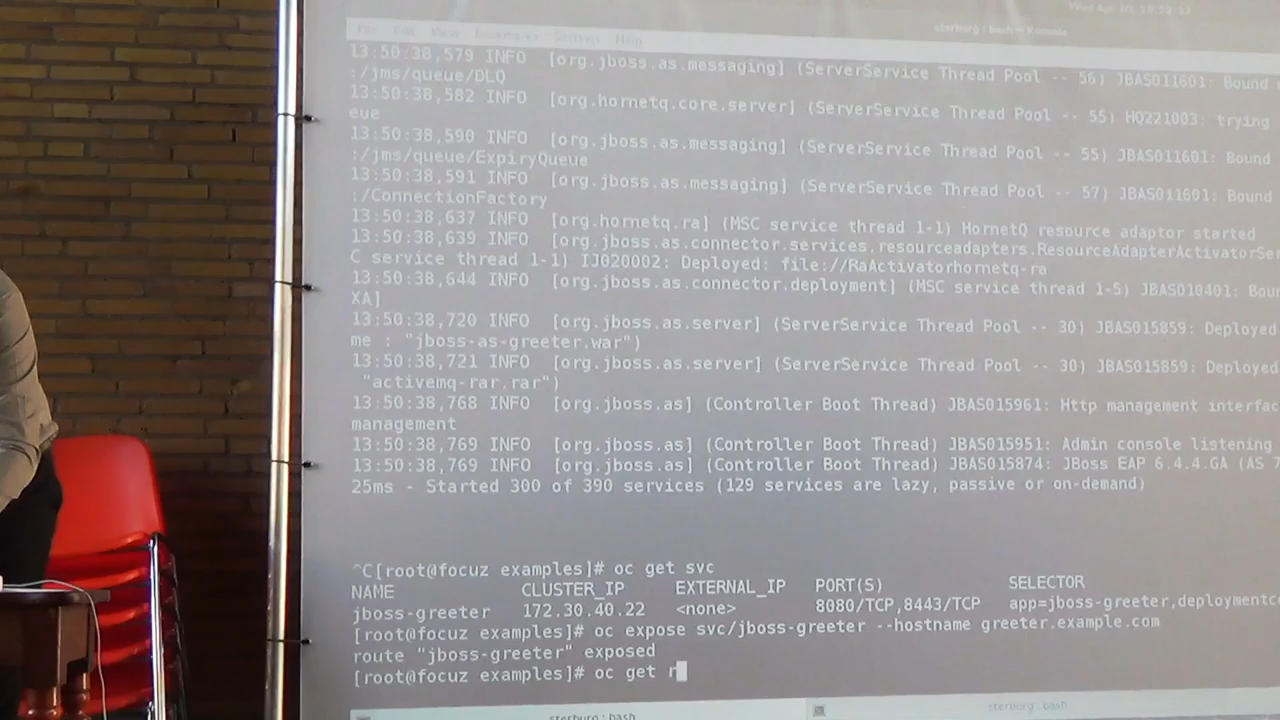 File Edit View Bookmarks Settings Help
sterburg : bash — Konsole
13:50:38,579 INFO [org.jboss.as.messaging] (ServerService Thread Pool -- 56) JBAS011601: Bound
:/jms/queue/DLQ
13:50:38,582 INFO [org.hornetq.core.server] (ServerService Thread Pool -- 55) HQ221003: trying
eue
13:50:38,590 INFO [org.jboss.as.messaging] (ServerService Thread Pool -- 55) JBAS011601: Bound
:/jms/queue/ExpiryQueue
13:50:38,591 INFO [org.jboss.as.messaging] (ServerService Thread Pool -- 57) JBAS011601: Bound
:/ConnectionFactory
13:50:38,637 INFO [org.hornetq.ra] (MSC service thread 1-1) HornetQ resource adaptor started
13:50:38,639 INFO [org.jboss.as.connector.services.resourceadapters.ResourceAdapterActivatorSer
C service thread 1-1) IJ020002: Deployed: file://RaActivatorhornetq-ra
13:50:38,644 INFO [org.jboss.as.connector.deployment] (MSC service thread 1-5) JBAS010401: Boun
XA]
13:50:38,720 INFO [org.jboss.as.server] (ServerService Thread Pool -- 30) JBAS015859: Deployed
me : "jboss-as-greeter.war")
13:50:38,721 INFO [org.jboss.as.server] (ServerService Thread Pool -- 30) JBAS015859: Deployed
"activemq-rar.rar")
13:50:38,768 INFO [org.jboss.as] (Controller Boot Thread) JBAS015961: Http management interfac
management
13:50:38,769 INFO [org.jboss.as] (Controller Boot Thread) JBAS015951: Admin console listening
13:50:38,769 INFO [org.jboss.as] (Controller Boot Thread) JBAS015874: JBoss EAP 6.4.4.GA (AS 7
25ms - Started 300 of 390 services (129 services are lazy, passive or on-demand)
^C[root@focuz examples]# oc get svc
NAME CLUSTER_IP EXTERNAL_IP PORT(S) SELECTOR
jboss-greeter 172.30.40.22 <none> 8080/TCP,8443/TCP app=jboss-greeter,deploymentco
[root@focuz examples]# oc expose svc/jboss-greeter --hostname greeter.example.com
route "jboss-greeter" exposed
[root@focuz examples]# oc get r
sterburg : bash
sterburg : bash